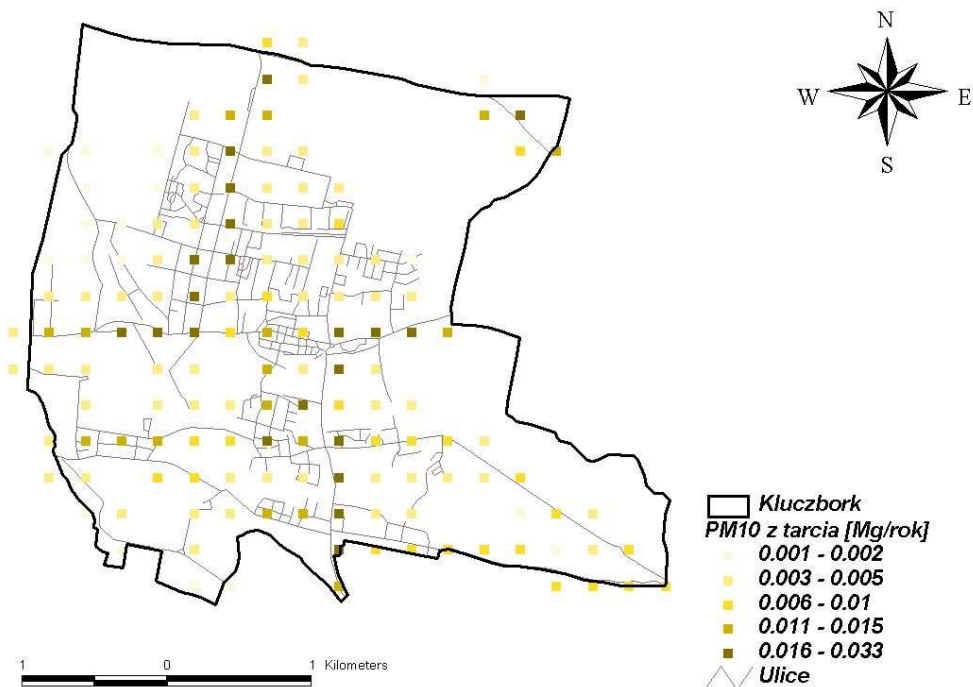 N
W E
S
Kluczbork
PM10 z tarcia [Mg/rok]
0.001 - 0.002
0.003 - 0.005
0.006 - 0.01
0.011 - 0.015
0.016 - 0.033
Ulice
1 0 1 Kilometers